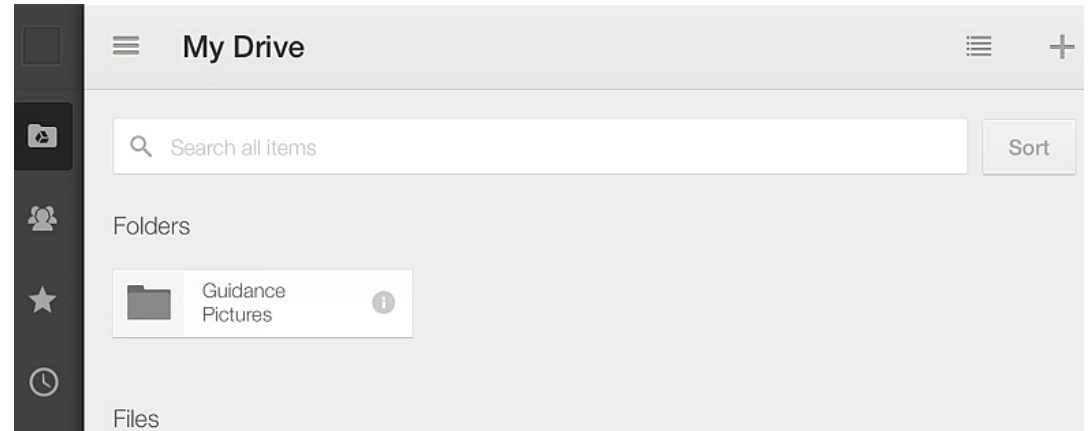 My Drive
Search all items
Sort
Folders
Guidance
Pictures
Files